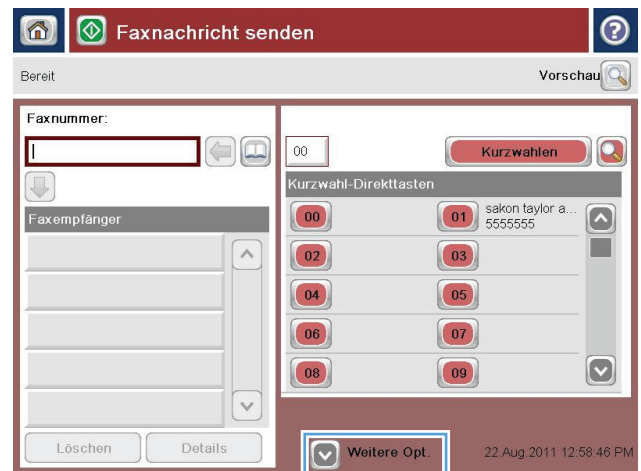 Faxnachricht senden
Bereit
Vorschau
Faxnummer:
00
Kurzwahlen
Kurzwahl-Direkttasten
Faxempfänger
00
01
sakon taylor a...
5555555
02
03
04
05
06
07
08
09
Löschen
Details
Weitere Opt.
22.Aug.2011 12:58:46 PM